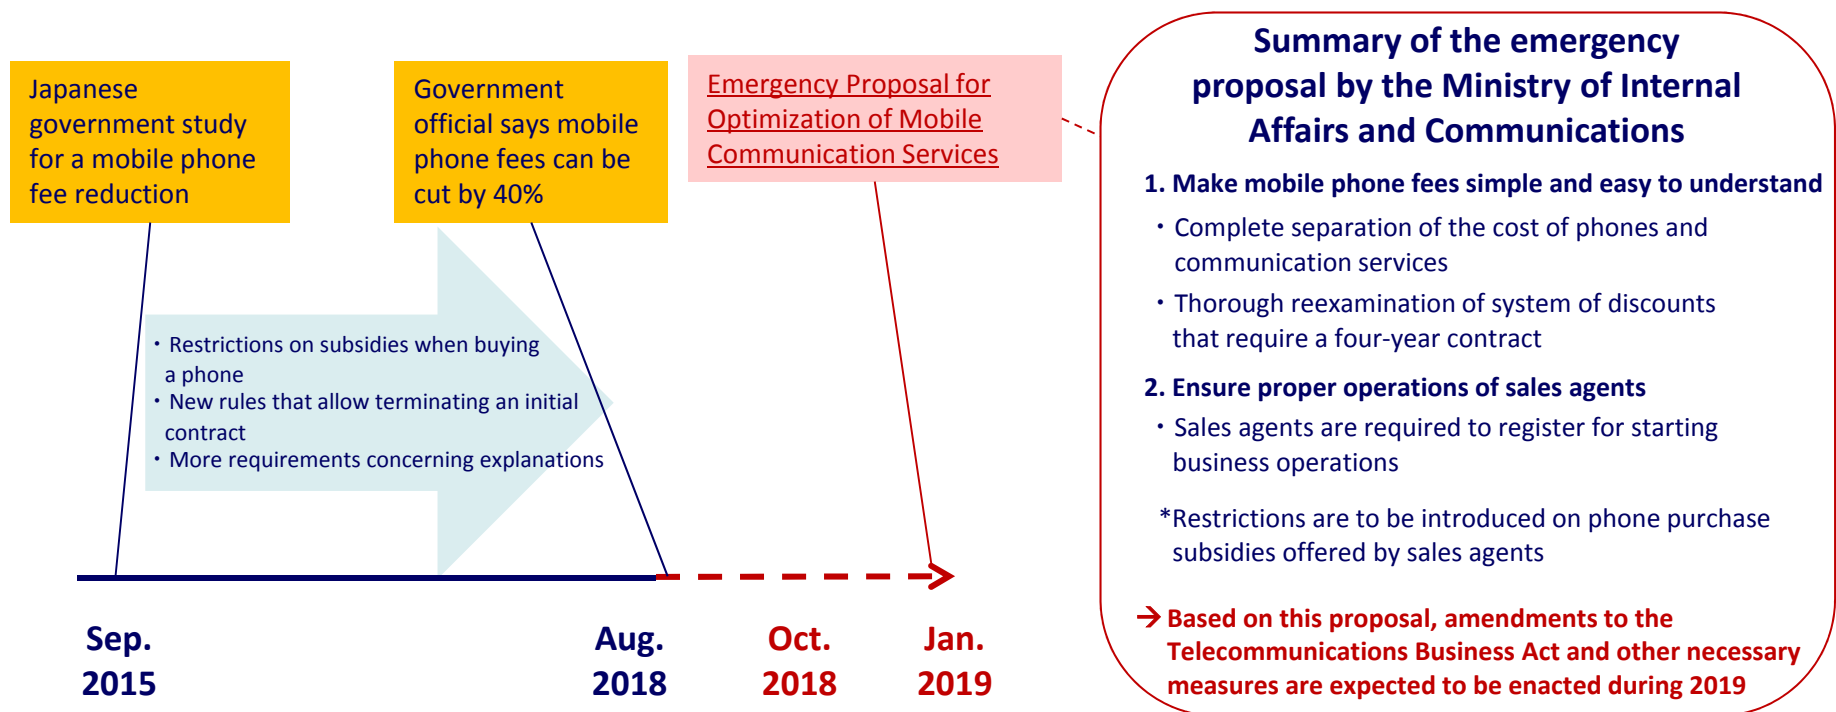 Japanese
government study
for a mobile phone
fee reduction
Government
official says mobile
phone fees can be
cut by 40%
Emergency Proposal for
Optimization of Mobile
Communication Services
・Restrictions on subsidies when buying
a phone
・New rules that allow terminating an initial
contract
・More requirements concerning explanations
Sep.
2015
Aug.
2018
Oct.
2018
Jan.
2019
Summary of the emergency
proposal by the Ministry of Internal
Affairs and Communications
1. Make mobile phone fees simple and easy to understand
・Complete separation of the cost of phones and
communication services
・Thorough reexamination of system of discounts
that require a four-year contract
2. Ensure proper operations of sales agents
・Sales agents are required to register for starting
business operations
*Restrictions are to be introduced on phone purchase
subsidies offered by sales agents
→ Based on this proposal, amendments to the
Telecommunications Business Act and other necessary
measures are expected to be enacted during 2019